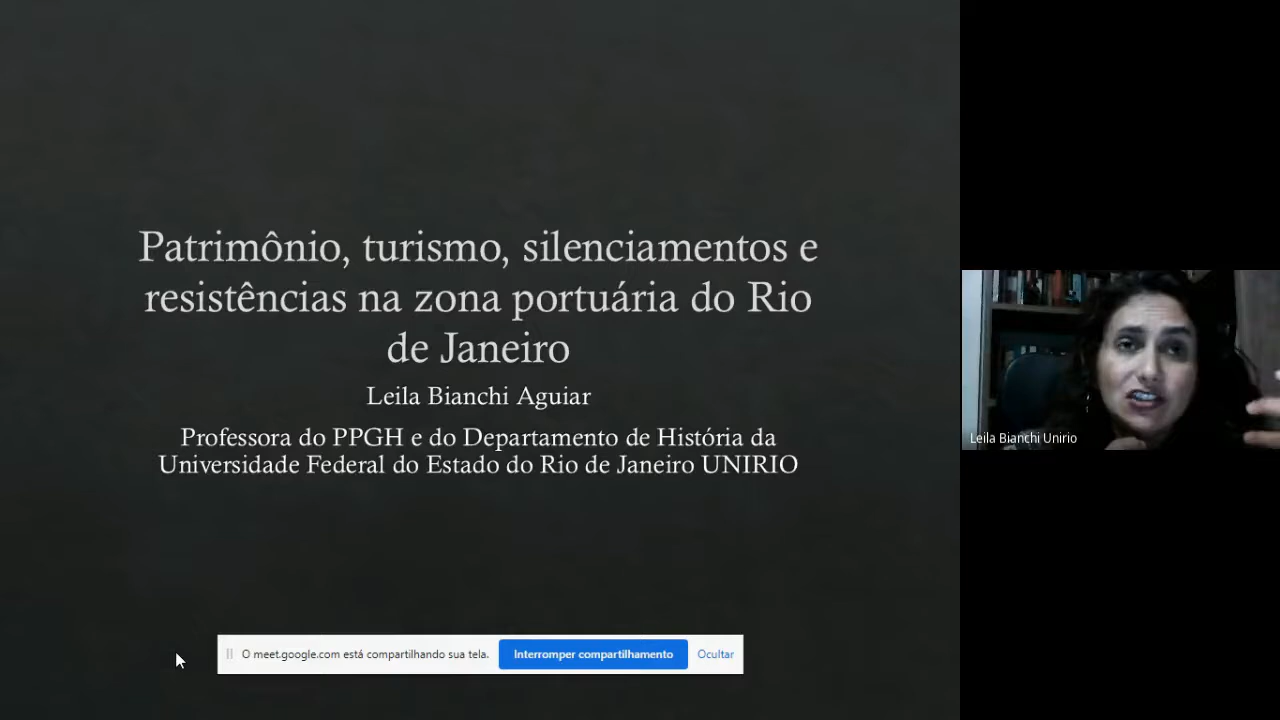 Patrimônio, turismo, silenciamentos e
resistências na zona portuária do Rio
de Janeiro
Leila Bianchi Aguiar
Professora do PPGH e do Departamento de História da
Universidade Federal do Estado do Rio de Janeiro UNIRIO
Leila Bianchi Unirio
O meet.google.com está compartilhando sua tela. Interromper compartilhamento Ocultar